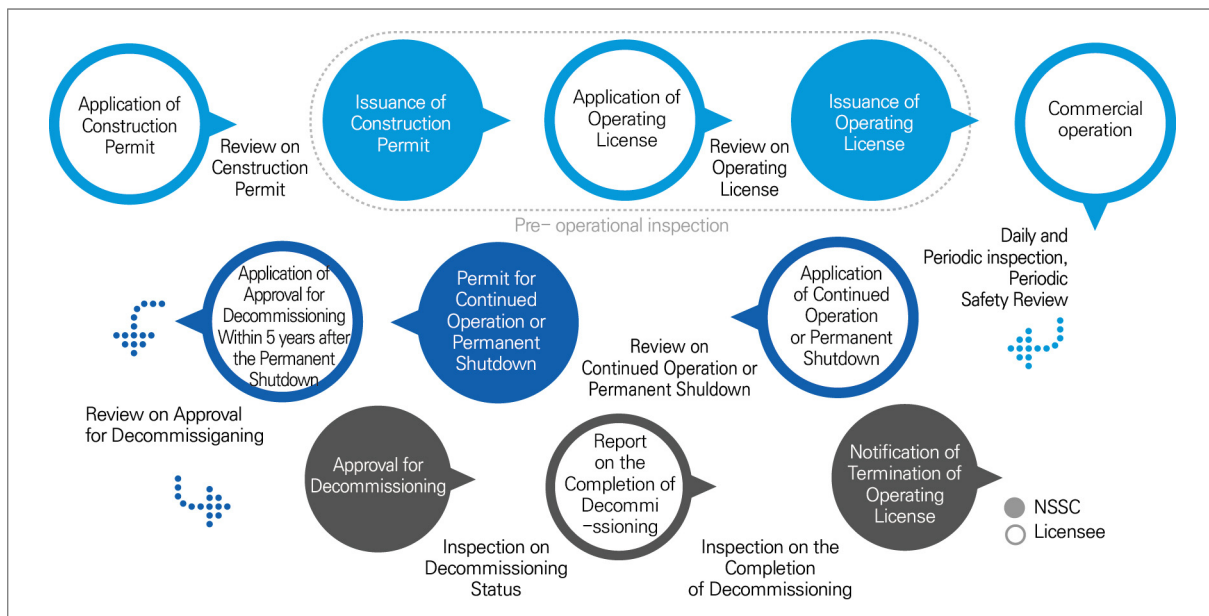 Application of
Construction
Permit
Review on
Censtruction
Permit
Issuance of
Construction
Permit
Application of
Operating
License
Review on
Operating
License
Issuance of
Operating
License
Commercial
operation
Pre- operational inspection
Daily and
Periodic inspection,
Periodic
Safety Review
Application
of Continued
Operation
or Permanent
Shutdown
Review on
Continued Operation or
Permanent Shuldown
Permit for
Continued
Operation or
Permanent
Shutdown
Application of
Approval for
Decommissioning
Within 5 years after
the Permanent
Shutdown
Review on Approval
for Decommissiganing
Approval for
Decommissioning
Inspection on
Decommissioning
Status
Report
on the
Completion of
Decommi
-ssioning
Inspection on the
Completion
of Decommissioning
Notification of
Termination of
Operating
License
NSSC
Licensee